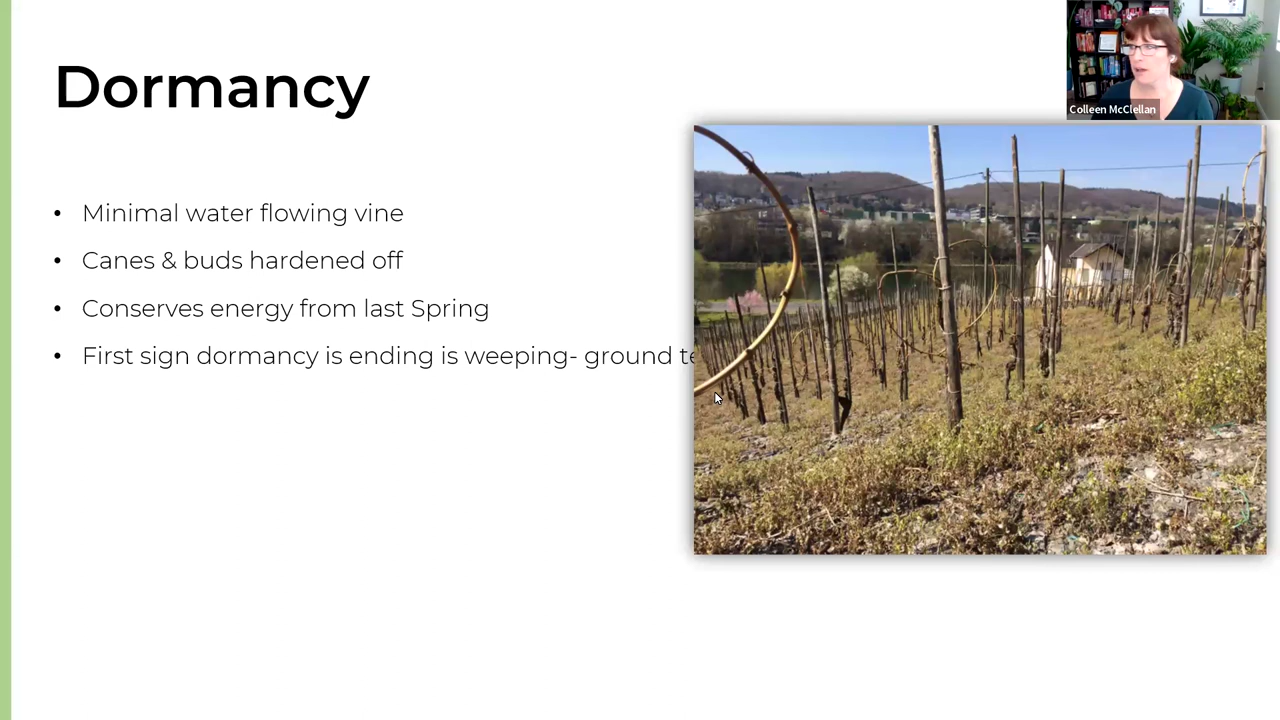 Dormancy
• Minimal water flowing vine
• Canes & buds hardened off
• Conserves energy from last Spring
• First sign dormancy is ending is weeping- ground
Colleen McClellan